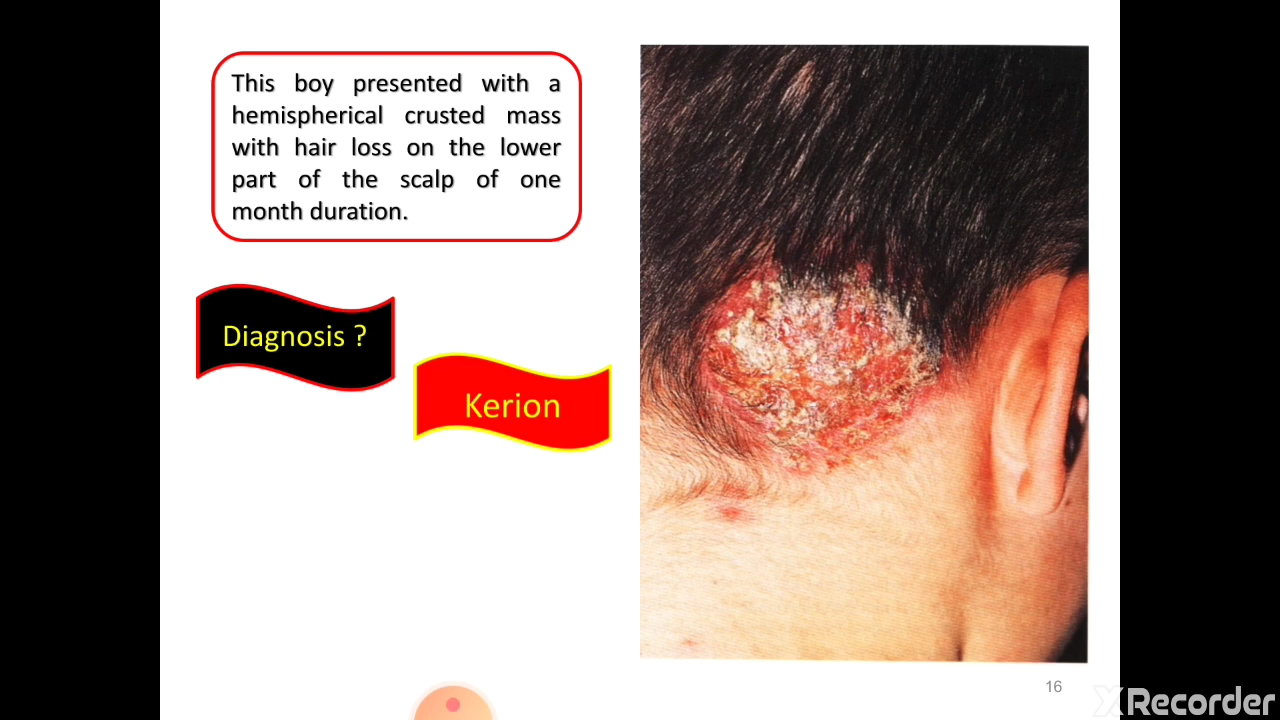 This boy presented with a
hemispherical crusted mass
with hair loss on the lower
part of the scalp of one
month duration.
Diagnosis ?
Kerion
16
XRecorder